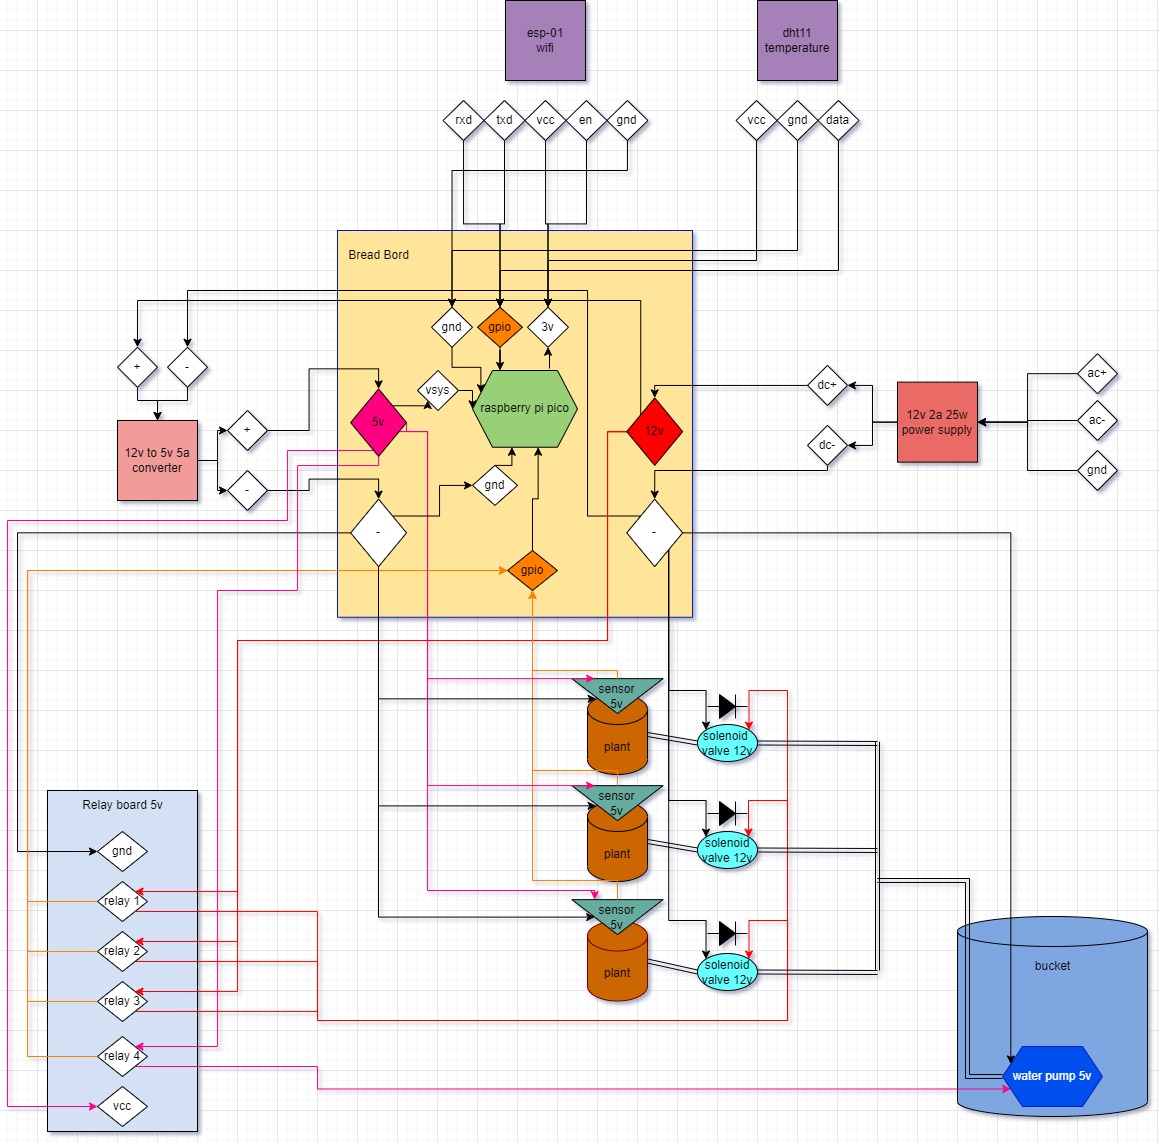 esp-01
wifi
dht11
temperature
rxd
txd
vcc
en
gnd
vcc
gnd
data
Bread Bord
gnd
gpio
3v
+
-
vsys
raspberry pi pico
5v
12v
dc+
dc-
12v 2a 25w
power supply
ac+
ac-
gnd
12v to 5v 5a
converter
+
-
gnd
-
-
gpio
sensor
5v
plant
solenoid
valve 12v
sensor
5v
plant
solenoid
valve 12v
sensor
5v
plant
solenoid
valve 12v
Relay board 5v
gnd
relay 1
relay 2
relay 3
relay 4
vcc
bucket
water pump 5v